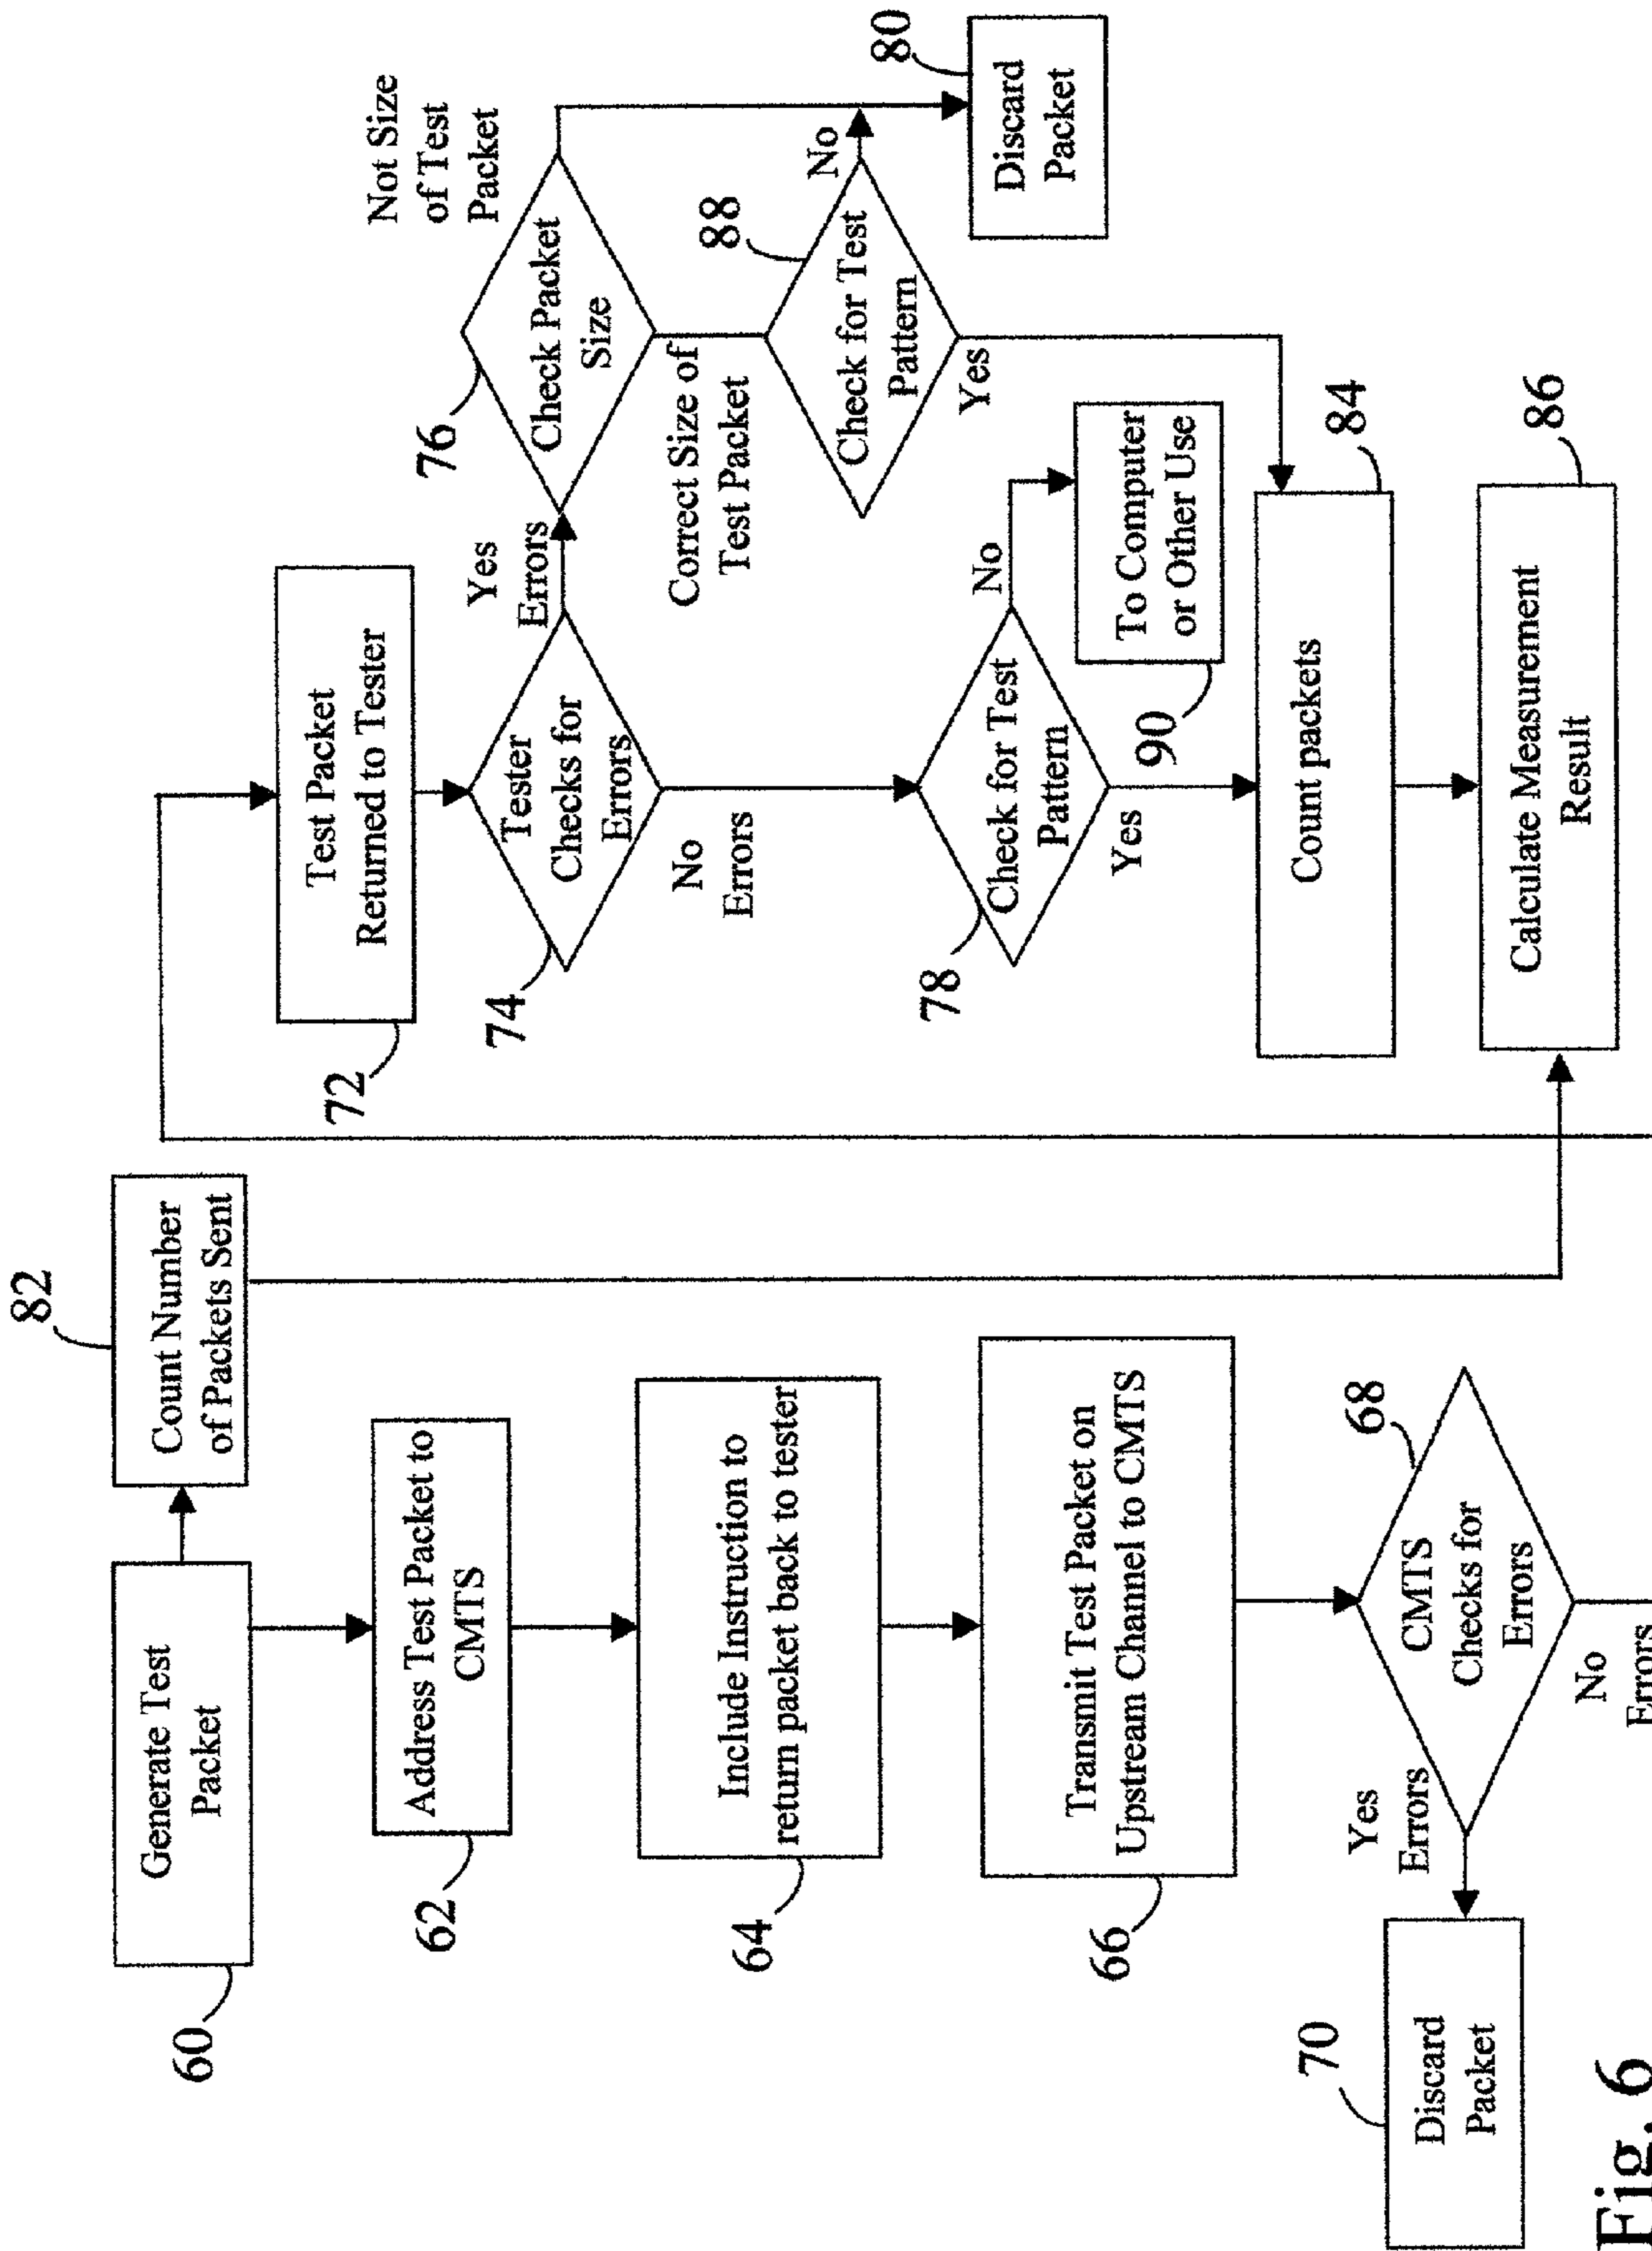 60
Generate Test
Packet
82
Count Number
of Packets Sent
62
Address Test Packet to
CMTS
64
Include Instruction to
return packet back to tester
66
Transmit Test Packet on
Upstream Channel to CMTS
68
CMTS
Checks for
Errors
Yes
Errors
70
Discard
Packet
No
Errors
72
Test Packet
Returned to Tester
74
Tester
Checks for
Errors
Yes
Errors
76
Check Packet
Size
Not Size
of Test
Packet
Correct Size of
Test Packet
88
Check for Test
Pattern
No
80
Discard
Packet
Yes
No
Errors
78
Check for Test
Pattern
No
90
To Computer
or Other Use
Yes
84
Count packets
86
Calculate Measurement
Result
Fig. 6